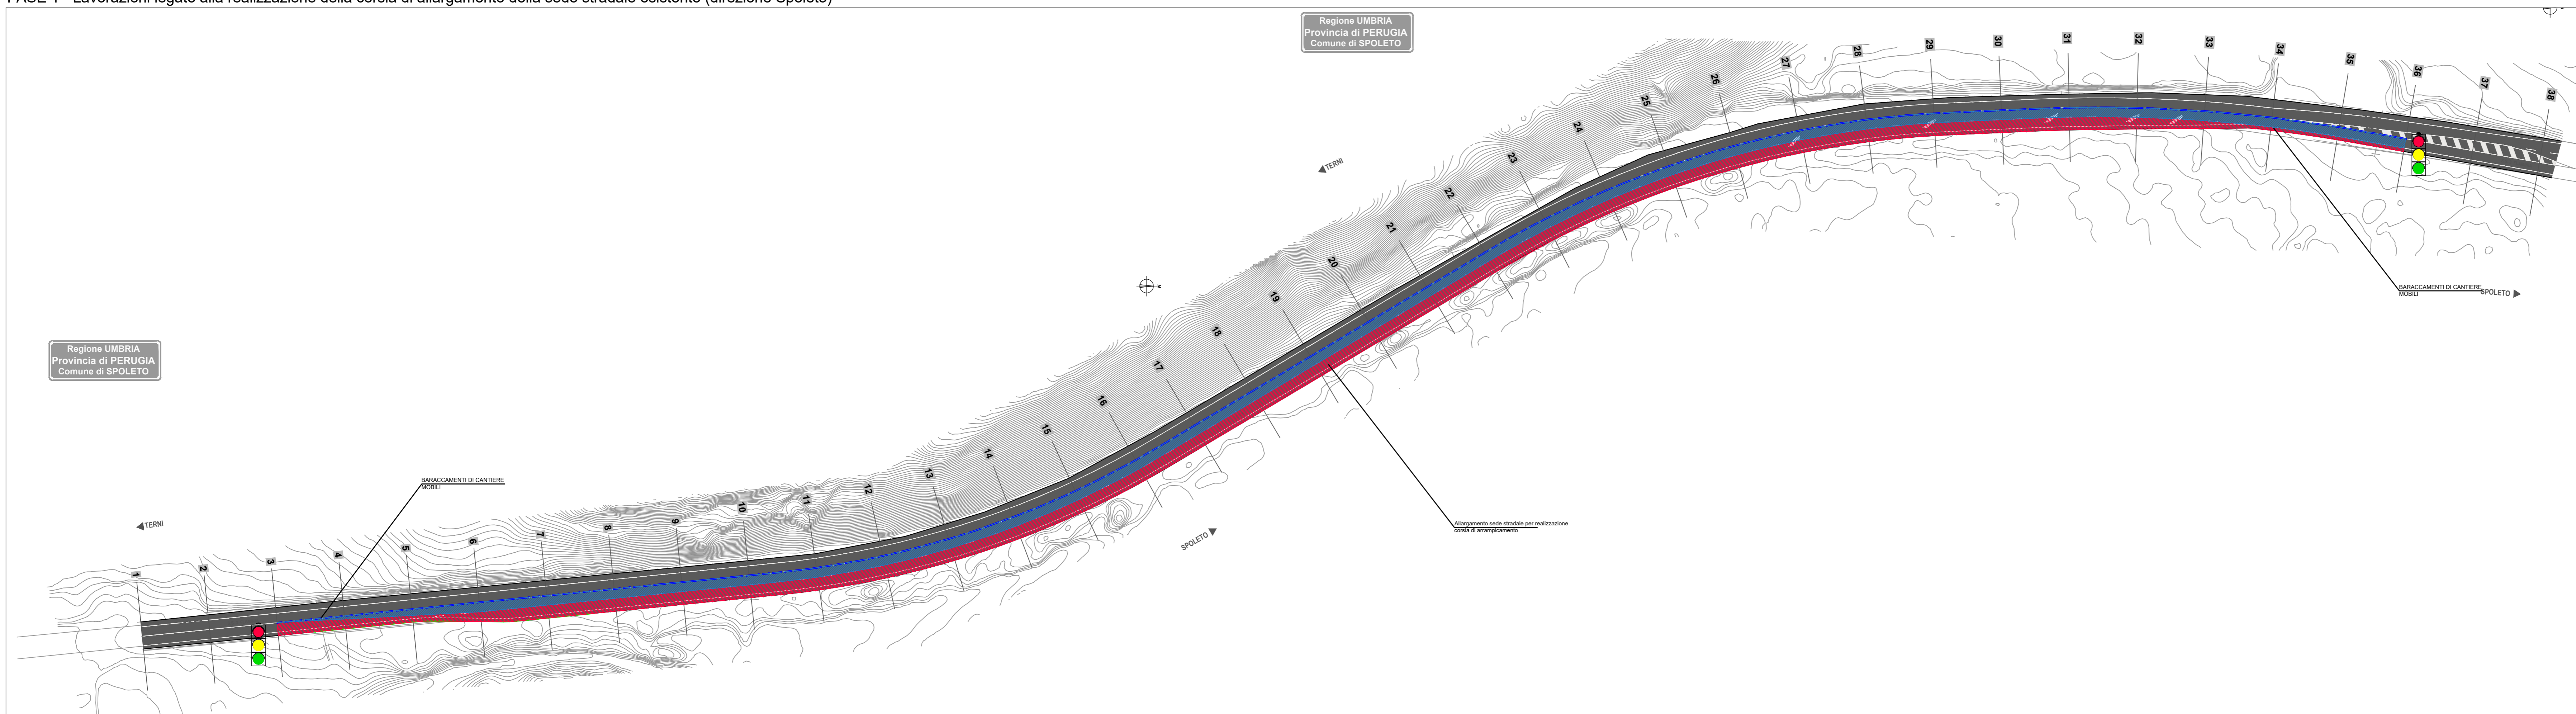 FASE 1 - Lavorazioni legate alla realizzazione della corsia di allargamento della sede stradale esistente (direzione Spoleto)
Regione UMBRIA
Provincia di PERUGIA
Comune di SPOLETO
Regione UMBRIA
Provincia di PERUGIA
Comune di SPOLETO
TERNI
TERNI
SPOLETO
SPOLETO
BARACCAMENTI DI CANTIERE
MOBILI
BARACCAMENTI DI CANTIERE
MOBILI
Allargamento sede stradale per realizzazione
corsia di arrampicamento
1
2
3
4
5
6
7
8
9
10
11
12
13
14
15
16
17
18
19
20
21
22
23
24
25
26
27
28
29
30
31
32
33
34
35
36
37
38